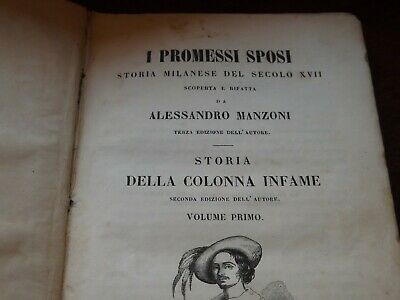 I PROMESSI SPOSI
STORIA MILANESE DEL SECOLO XVII
SCOPERTA E RIFATTA
DA
ALESSANDRO MANZONI
TERZA EDIZIONE DELL'AUTORE.
STORIA
DELLA COLONNA INFAME
SECONDA EDIZIONE DELL'AUTORE.
VOLUME PRIMO.